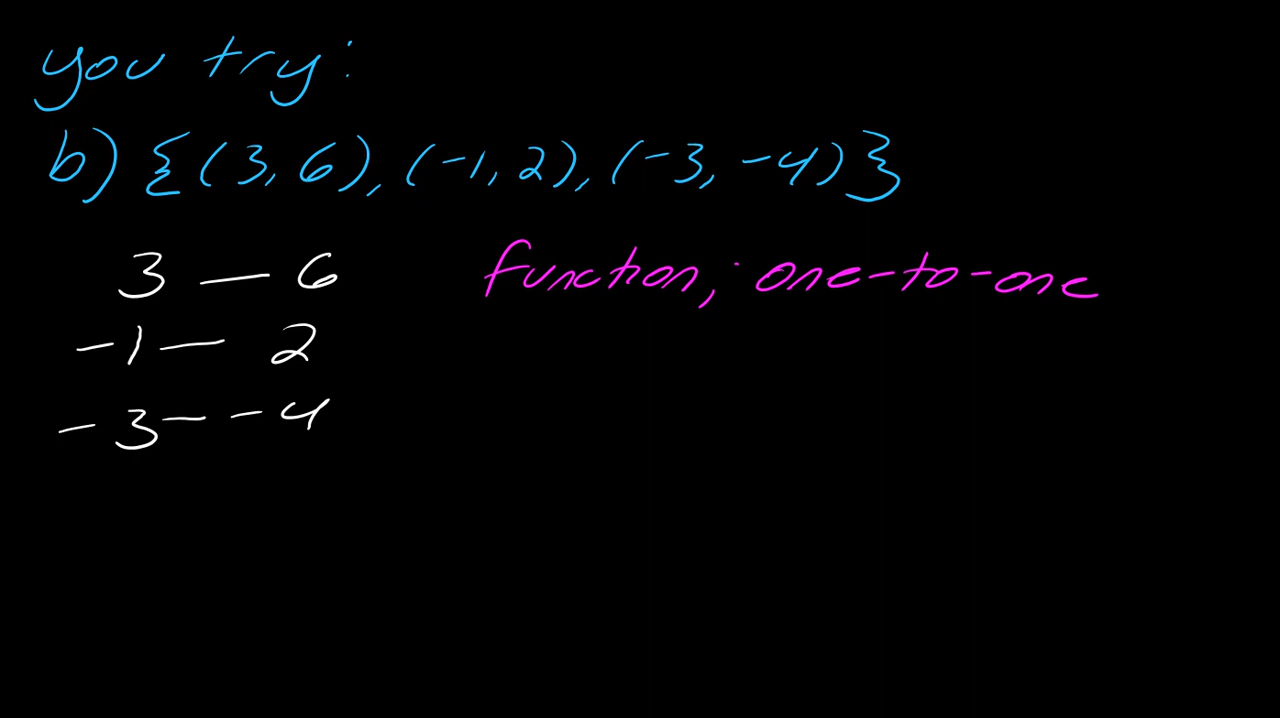 you try:
b) {(3, 6), (-1, 2), (-3, -4)}
3 — 6 function; one-to-one
-1 — 2
-3 — -4